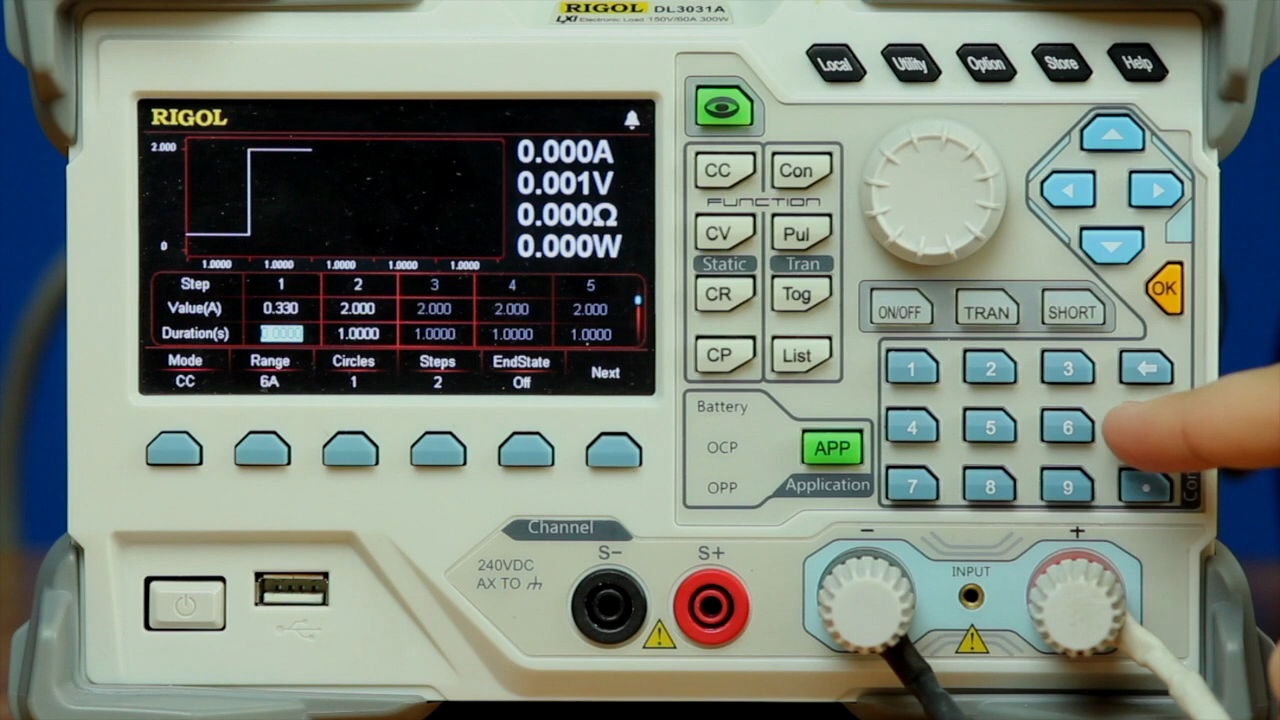 RIGOL DL3031A
LXI Electronic Load 150V/60A 300W
Local Utility Option Store Help
RIGOL
2.000
0
1.0000 1.0000 1.0000 1.0000 1.0000
0.000A
0.001V
0.000Ω
0.000W
Step 1 2 3 4 5
Value(A) 0.330 2.000 2.000 2.000 2.000
Duration(s) 1.0000 1.0000 1.0000 1.0000
Mode Range Circles Steps EndState Next
CC 6A 1 2 Off
CC Con
FUNCTION
CV Pul
Static Tran
CR Tog
CP List
OK
ON/OFF TRAN SHORT
1 2 3
4 5 6
7 8 9 .
Battery
OCP
OPP
APP
Application
Channel
240VDC
AX TO
S- S+
- +
INPUT